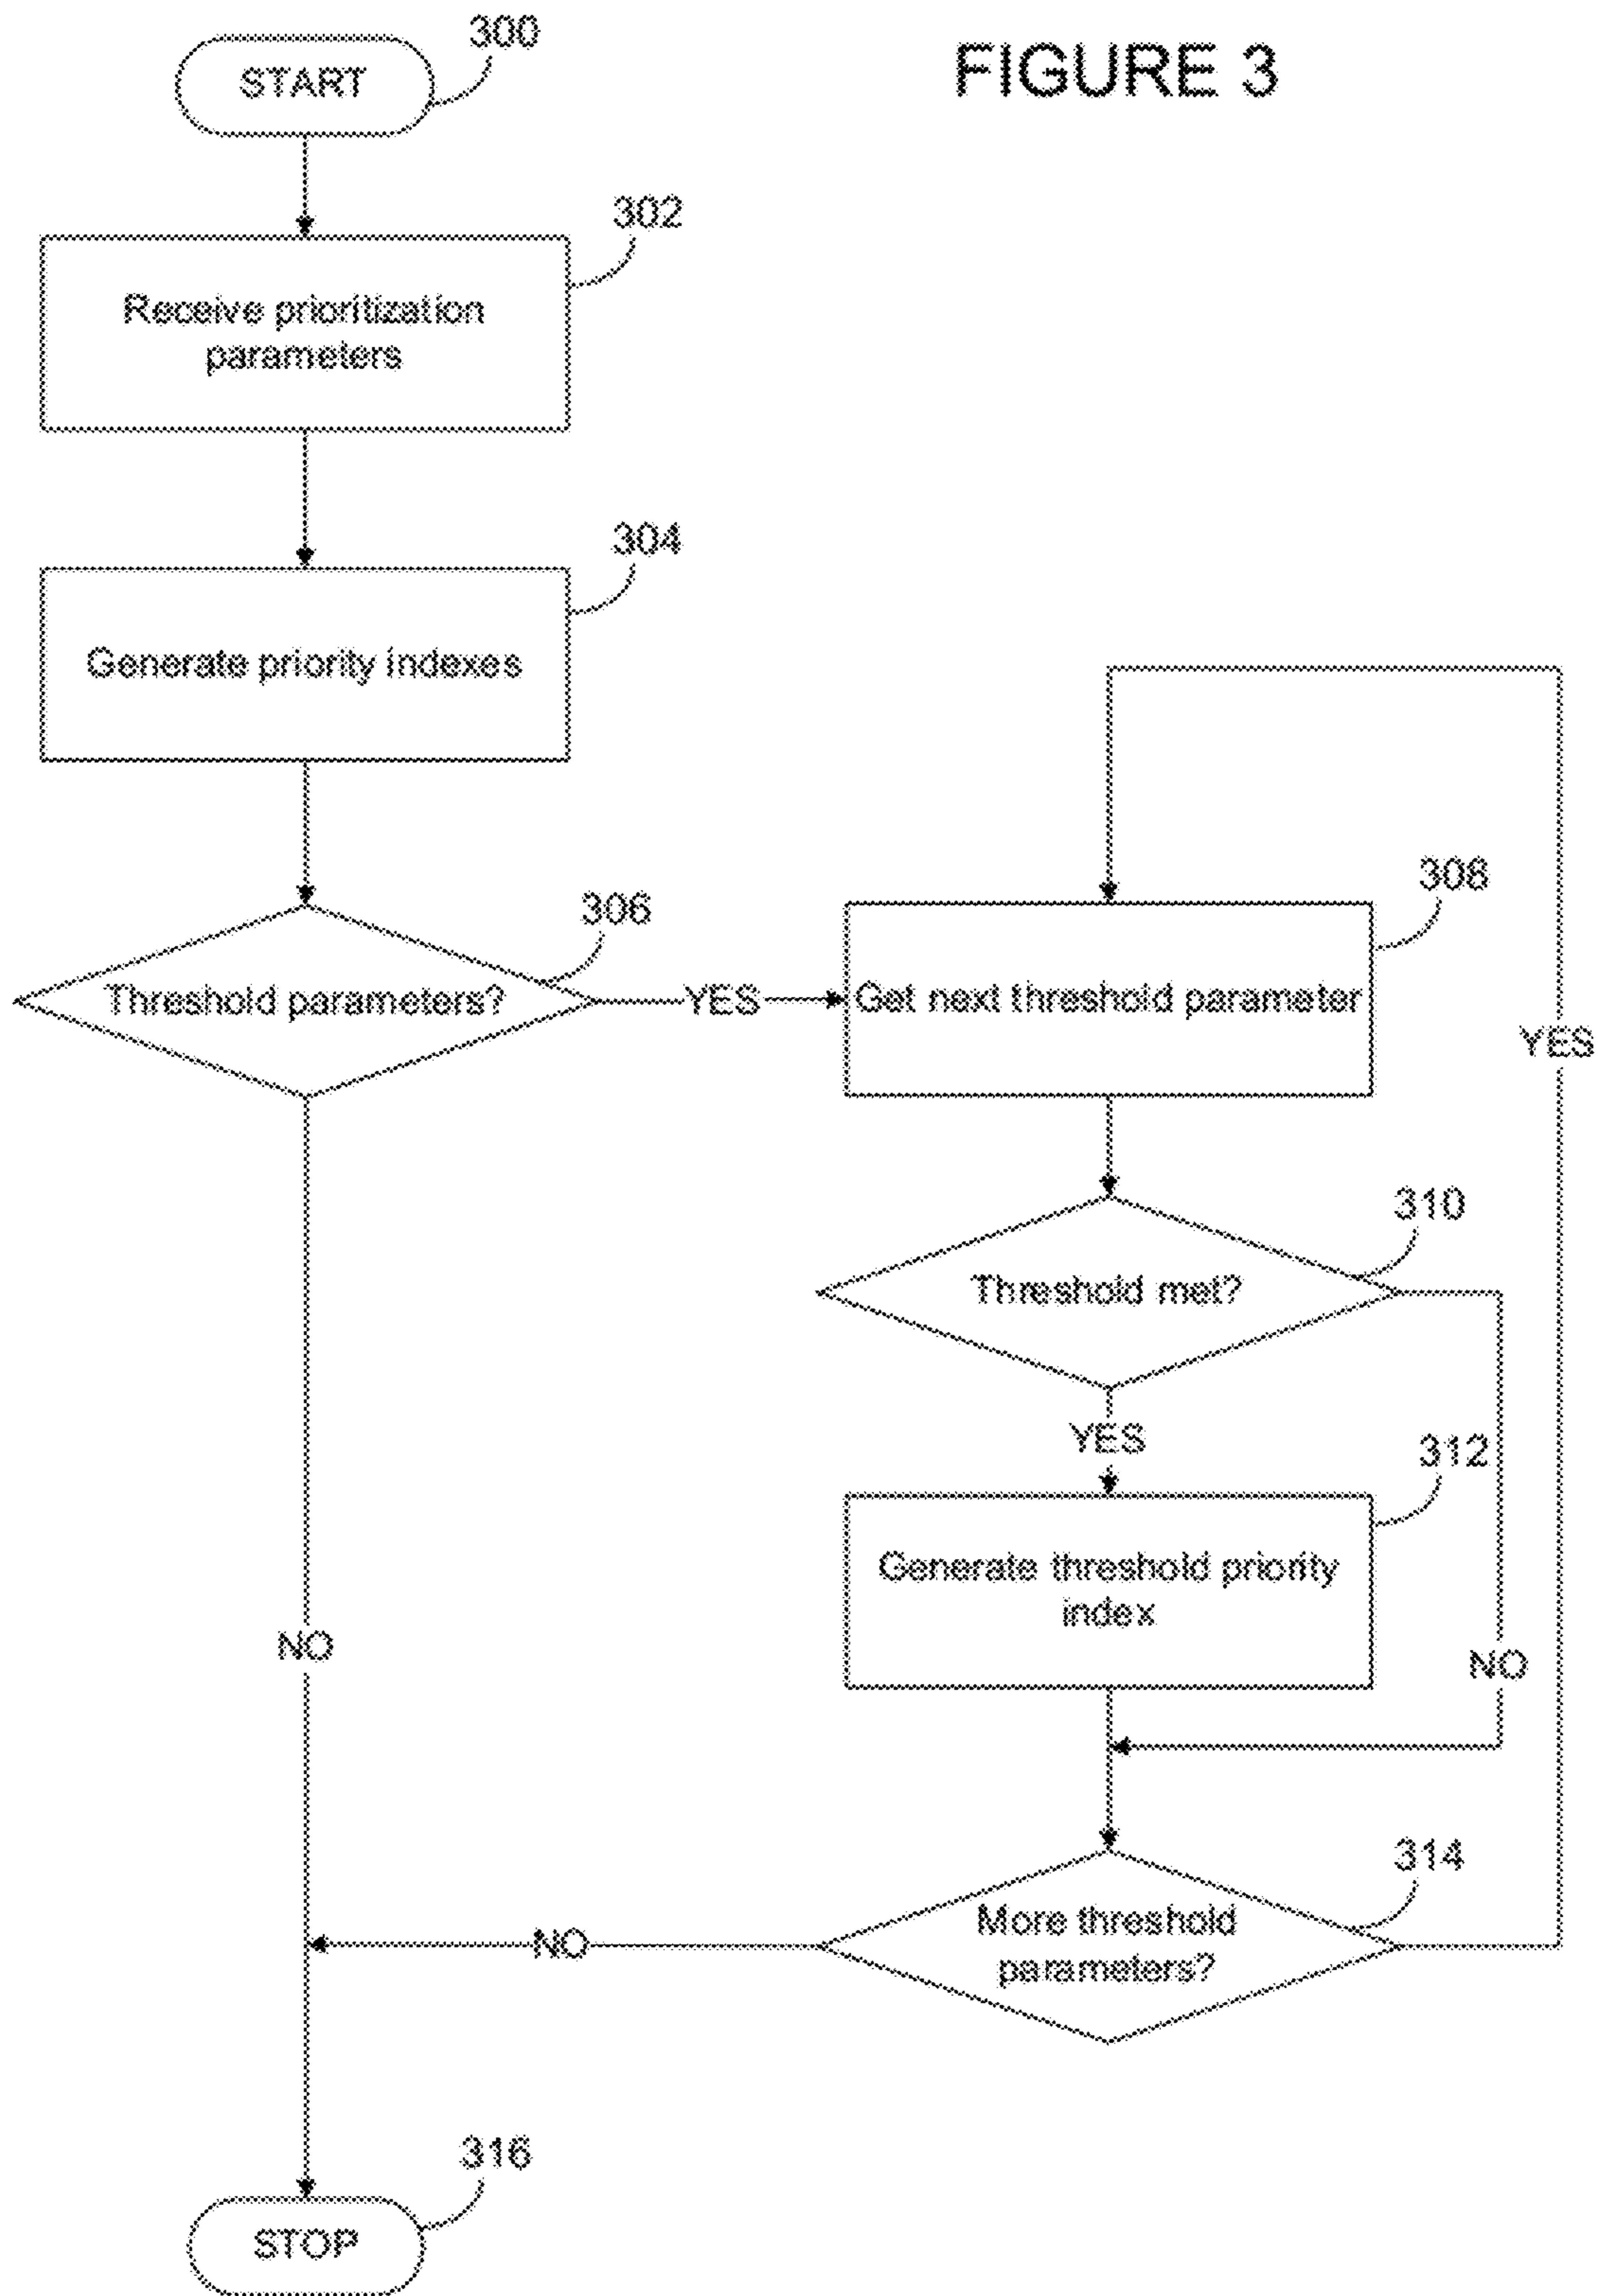 FIGURE 3
300
START
302
Receive prioritization
parameters
304
Generate priority indexes
306
Threshold parameters?
YES
308
Get next threshold parameter
YES
310
Threshold met?
YES
312
Generate threshold priority
index
NO
NO
314
More threshold
parameters?
NO
316
STOP